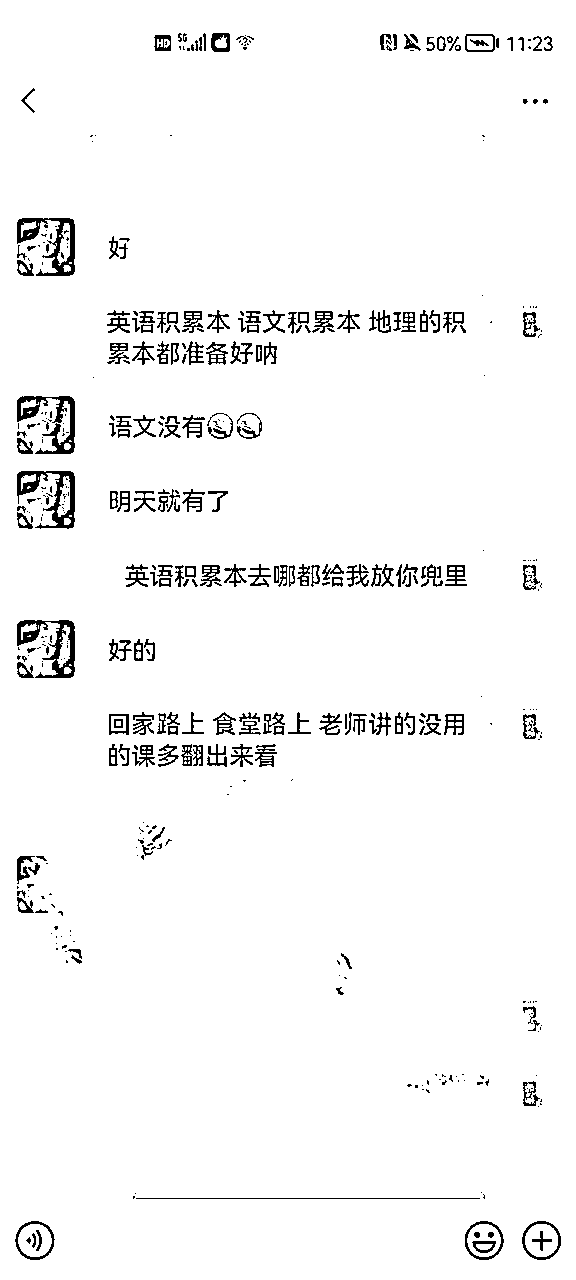 HD 5G 50% 11:23
好
英语积累本 语文积累本 地理的积
累本都准备好呐
语文没有
明天就有了
英语积累本去哪都给我放你兜里
好的
回家路上 食堂路上 老师讲的没用
的课多翻出来看